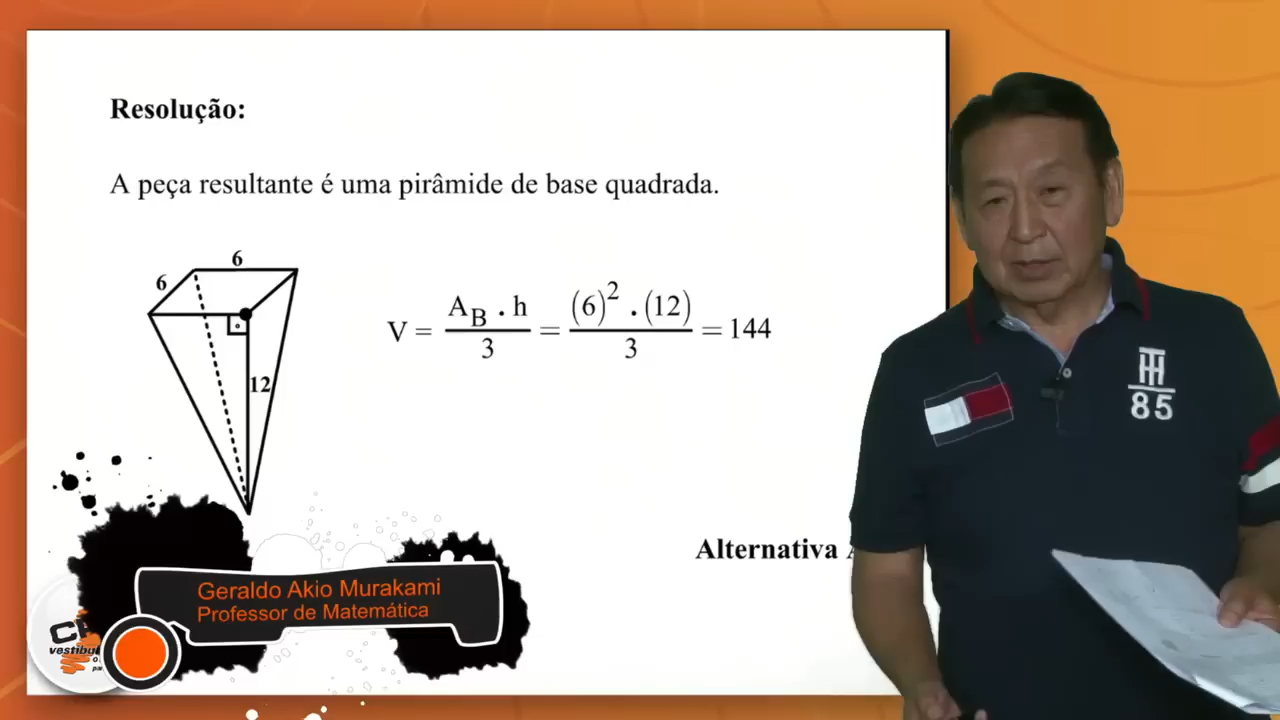 Resolução:
A peça resultante é uma pirâmide de base quadrada.
6
6
12
V = A_B . h / 3 = (6)^2 . (12) / 3 = 144
Alternativa
Geraldo Akio Murakami
Professor de Matemática
TH
85